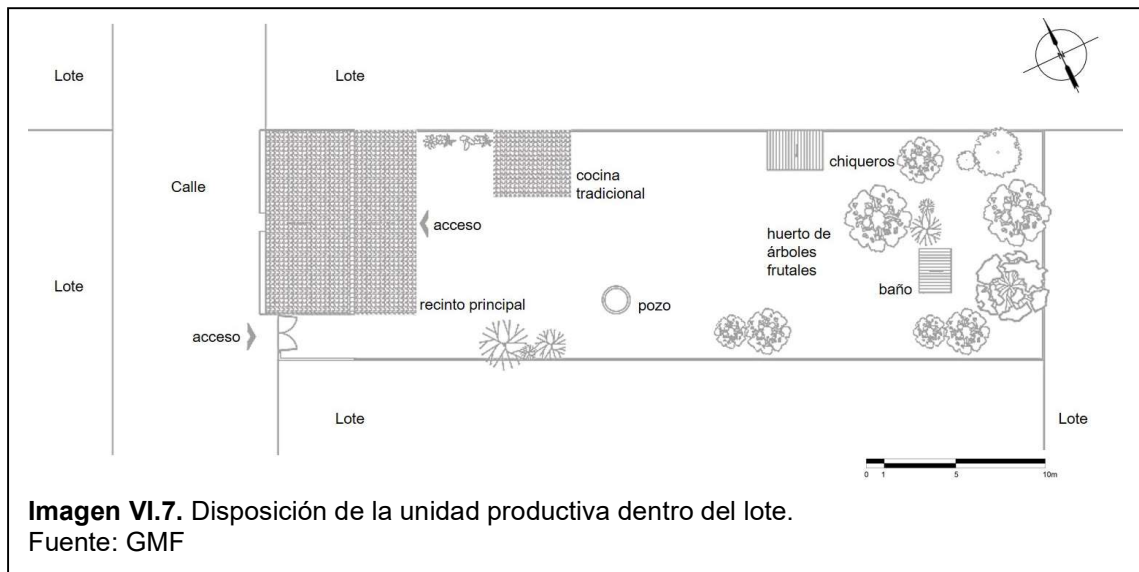 Lote
Lote
Calle
cocina
tradicional
chiqueros
acceso
huerto de
árboles
frutales
Lote
baño
recinto principal
pozo
acceso
Lote
Lote
0 1 5 10m
Imagen VI.7. Disposición de la unidad productiva dentro del lote.
Fuente: GMF